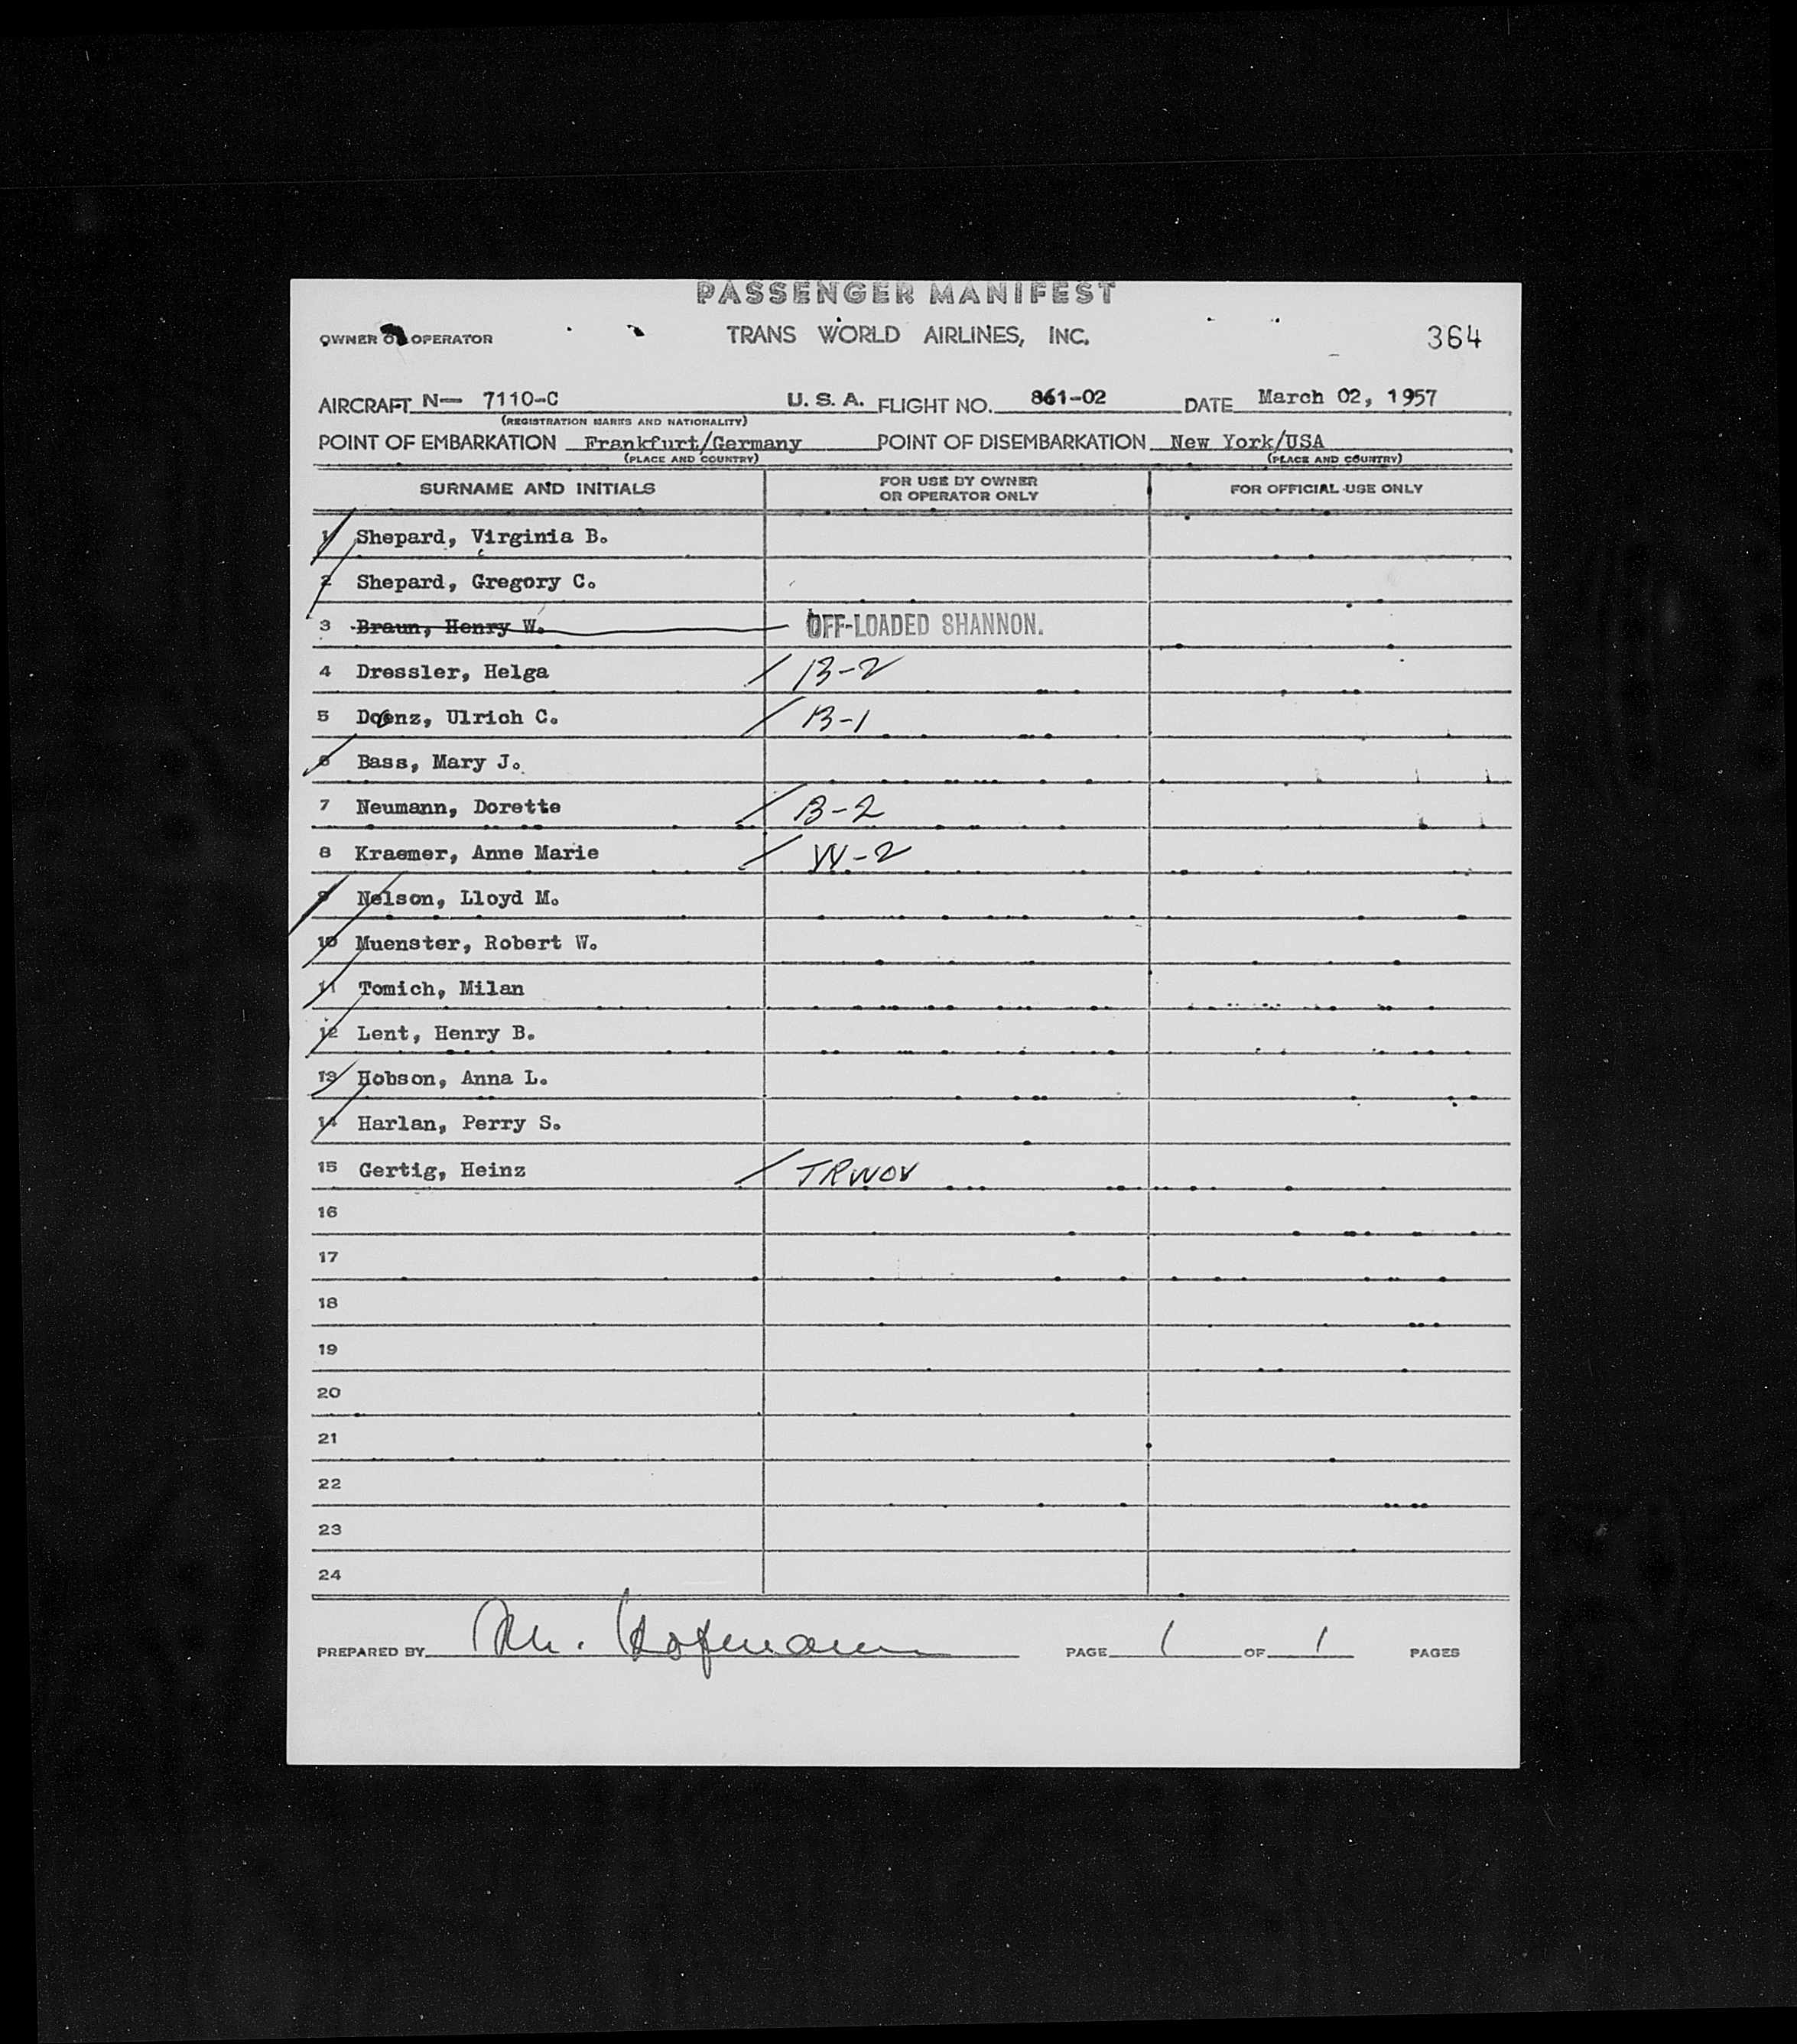 PASSENGER MANIFEST
OWNER OPERATOR TRANS WORLD AIRLINES, INC. 364
AIRCRAFT N- 7110-C U. S. A. FLIGHT NO. 861-02 DATE March 02, 1957
(REGISTRATION MARKS AND NATIONALITY)
POINT OF EMBARKATION Frankfurt/Germany POINT OF DISEMBARKATION New York/USA
(PLACE AND COUNTRY) (PLACE AND COUNTRY)
SURNAME AND INITIALS FOR USE BY OWNER OR OPERATOR ONLY FOR OFFICIAL USE ONLY
1 Shepard, Virginia B.
2 Shepard, Gregory C.
3 Braun, Henry W. OFF-LOADED SHANNON.
4 Dressler, Helga / B-2
5 Doenz, Ulrich C. / B-1
6 Bass, Mary J.
7 Neumann, Dorette / B-2
8 Kraemer, Anne Marie / W-2
9 Nelson, Lloyd M.
10 Muenster, Robert W.
11 Tomich, Milan
12 Lent, Henry B.
13 Hobson, Anna L.
14 Harlan, Perry S.
15 Gertig, Heinz / TRWOV
16
17
18
19
20
21
22
23
24
PREPARED BY Hofmann PAGE 1 OF 1 PAGES